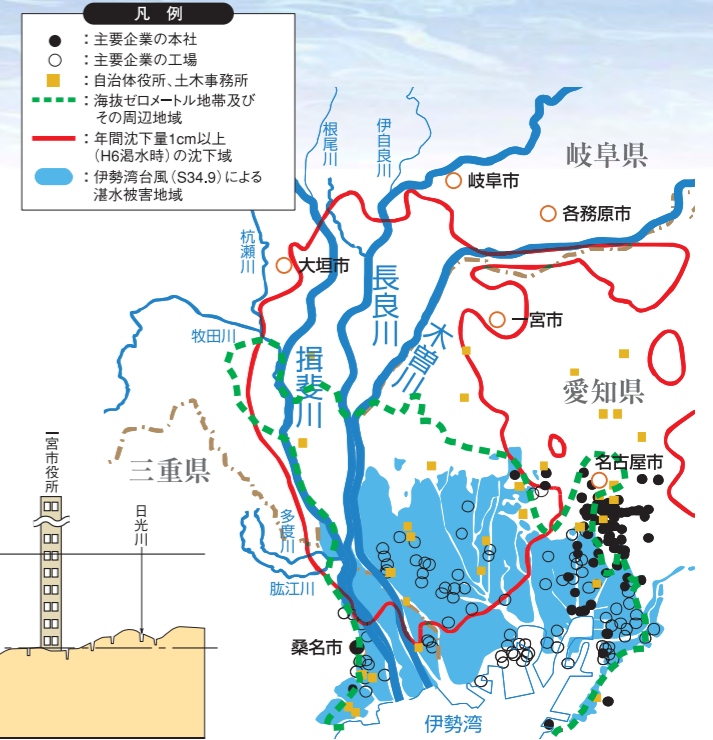 凡 例
：主要企業の本社
：主要企業の工場
：自治体役所、土木事務所
：海抜ゼロメートル地帯及び
その周辺地域
：年間沈下量1cm以上
（H6渇水時）の沈下域
：伊勢湾台風（S34.9）による
湛水被害地域
根尾川
伊自良川
岐阜県
岐阜市
各務原市
杭瀬川
大垣市
長良川
一宮市
牧田川
揖斐川
木曽川
愛知県
三重県
名古屋市
一宮市役所
日光川
多度川
肱江川
桑名市
伊勢湾